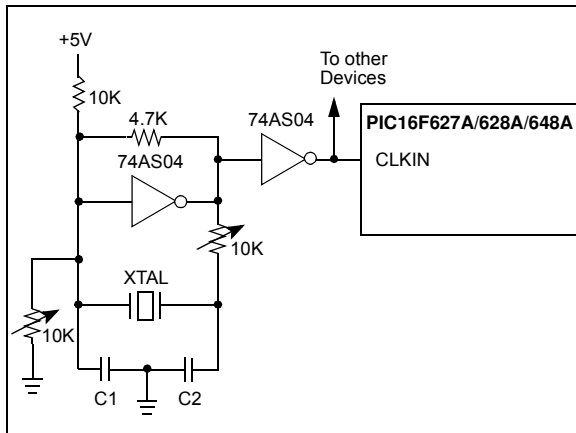 +5V
To other
Devices
10K
4.7K
74AS04
74AS04
PIC16F627A/628A/648A
CLKIN
10K
XTAL
10K
C1
C2